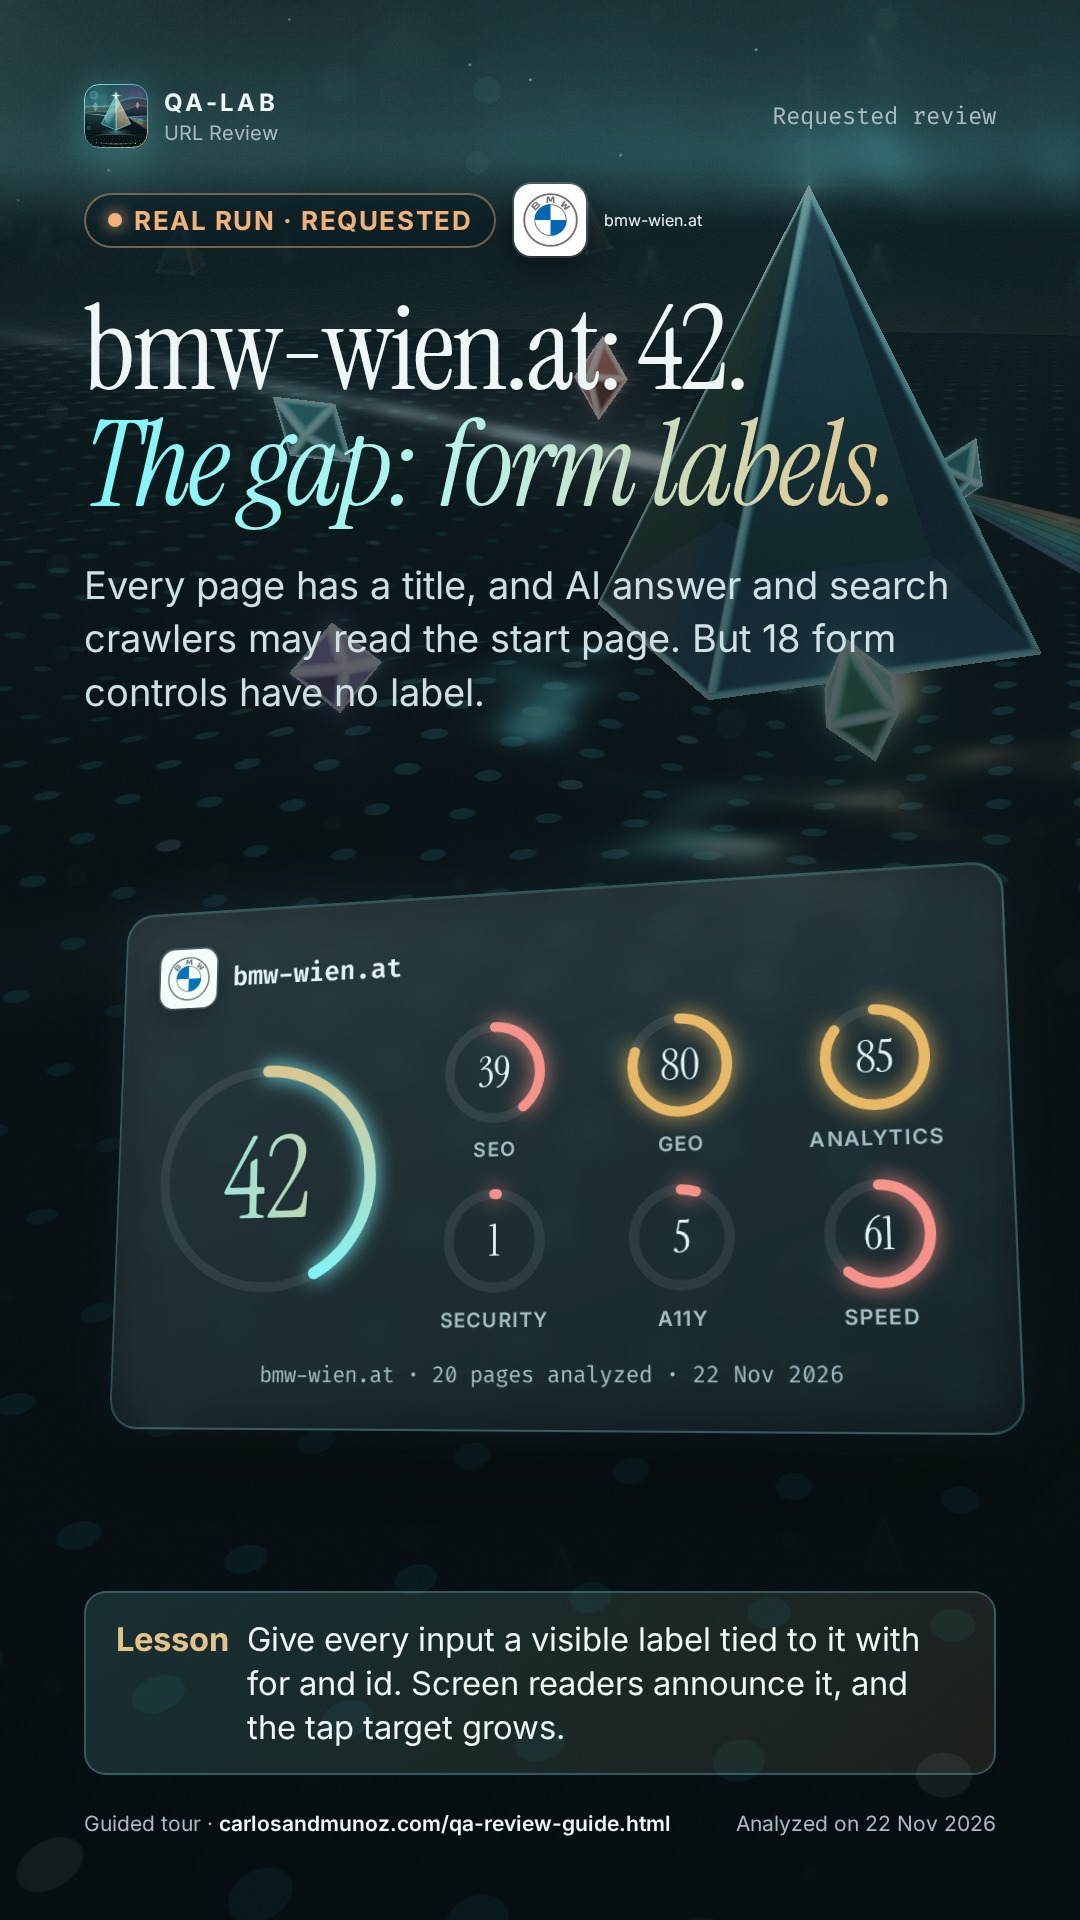 QA-LAB
URL Review
Requested review
REAL RUN · REQUESTED
BMW
bmw-wien.at
bmw-wien.at: 42.
The gap: form labels.
Every page has a title, and AI answer and search
crawlers may read the start page. But 18 form
controls have no label.
BMW
bmw-wien.at
42
39
SEO
80
GEO
85
ANALYTICS
1
SECURITY
5
A11Y
61
SPEED
bmw-wien.at · 20 pages analyzed · 22 Nov 2026
Lesson Give every input a visible label tied to it with
for and id. Screen readers announce it, and
the tap target grows.
Guided tour · carlosandmunoz.com/qa-review-guide.html
Analyzed on 22 Nov 2026